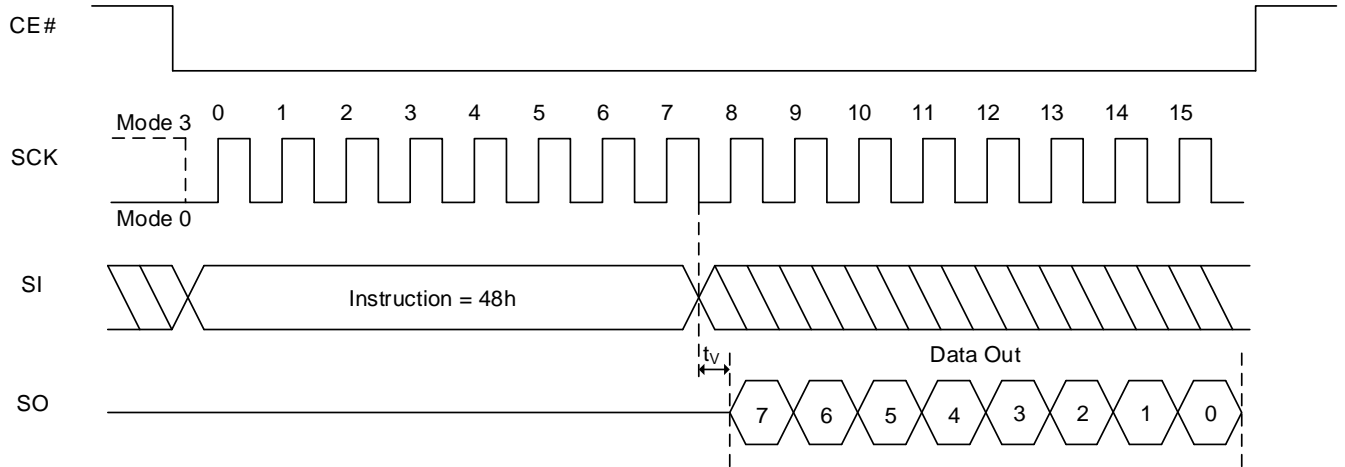 CE#
0 1 2 3 4 5 6 7 8 9 10 11 12 13 14 15
Mode 3
SCK
Mode 0
SI
Instruction = 48h
tV
Data Out
SO
7 6 5 4 3 2 1 0